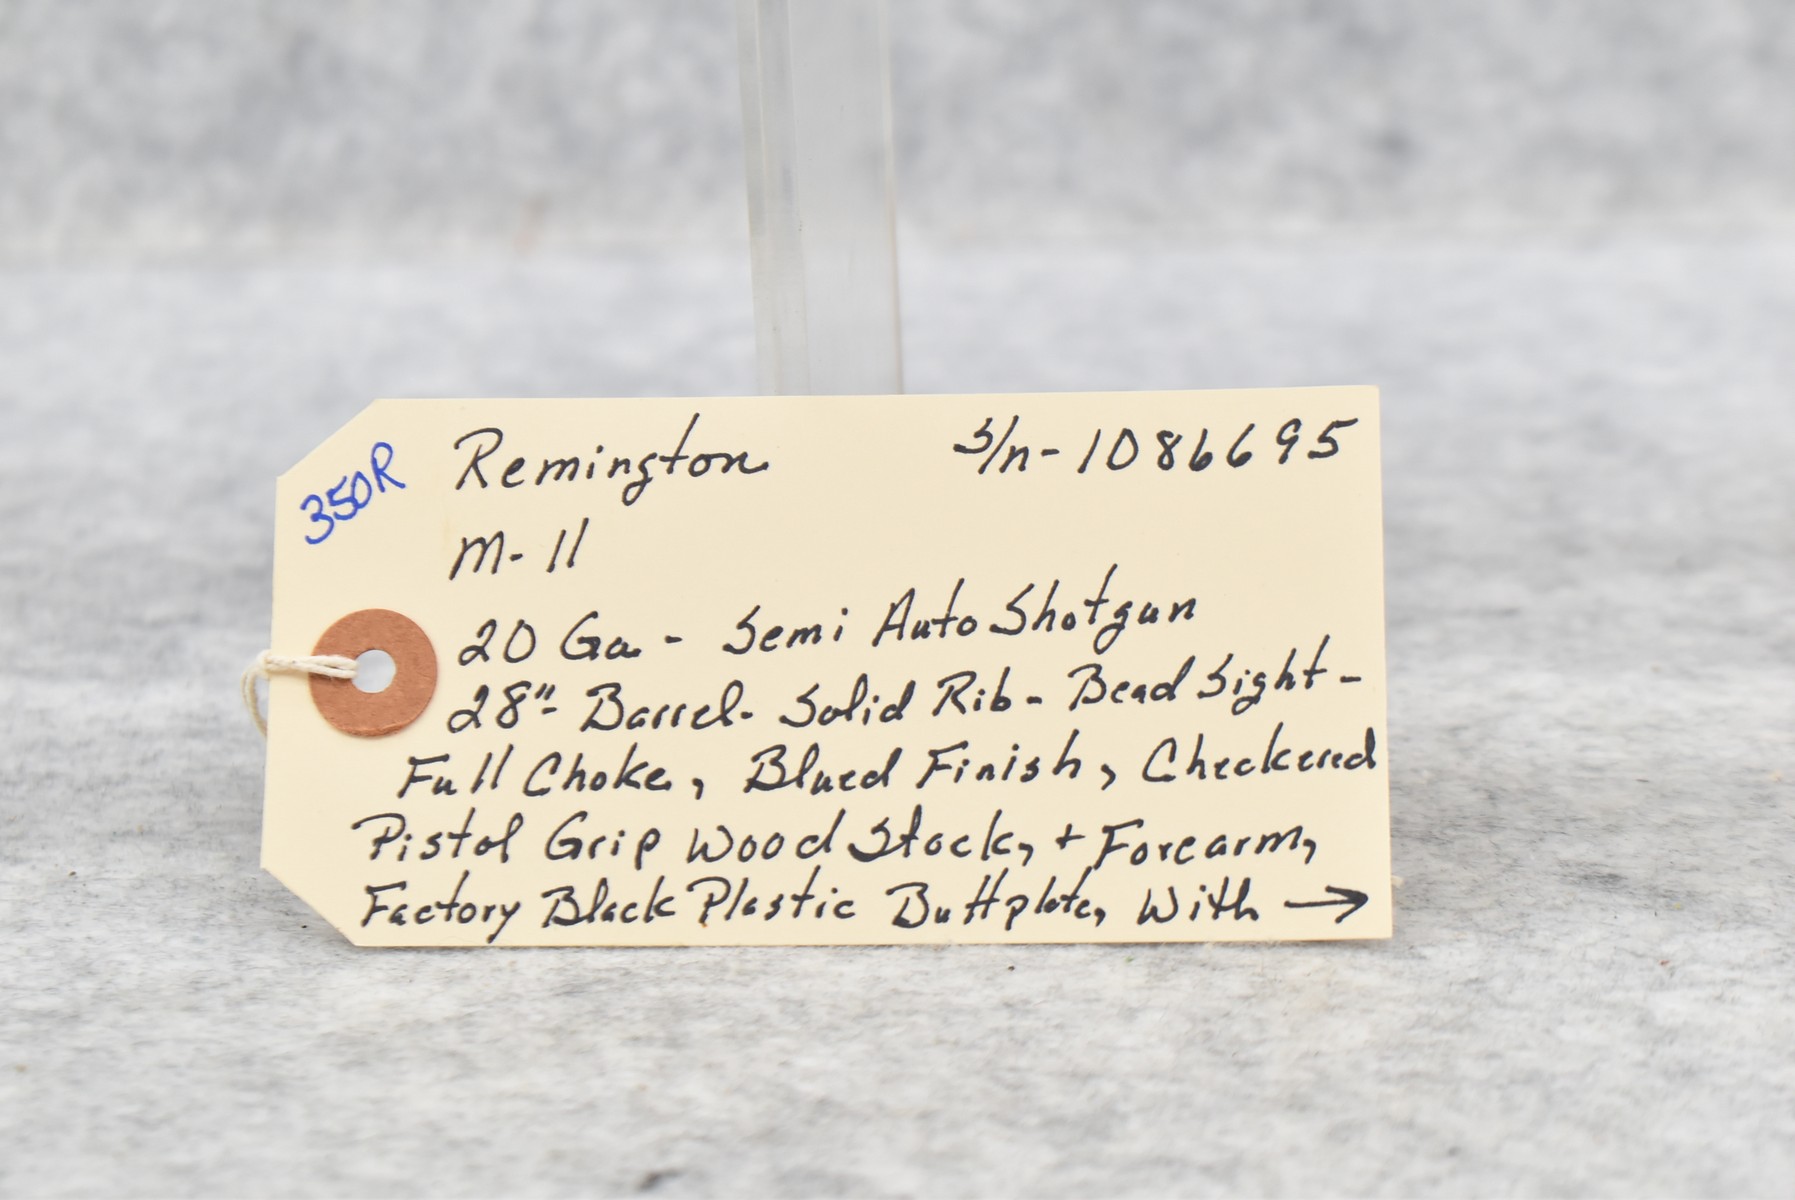 350R
Remington s/n-1086695
M-11
20 Ga - Semi Auto Shotgun
28"- Barrel- Solid Rib- Bead Sight-
Full Choke, Blued Finish, Checkered
Pistol Grip Wood Stock, + Forearm,
Factory Black Plastic Buttplate, With →